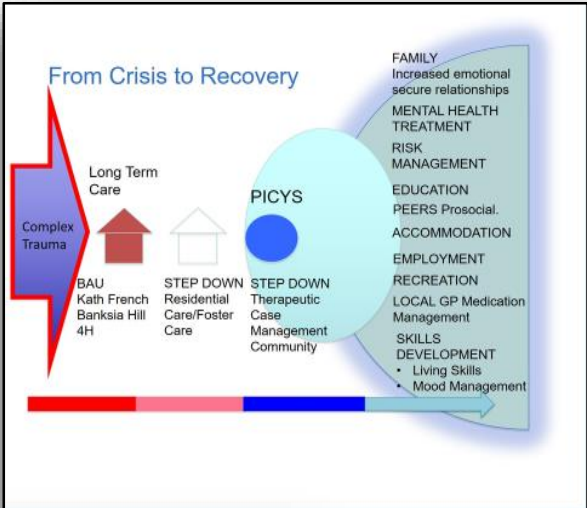 From Crisis to Recovery
Complex
Trauma
Long Term
Care
BAU
Kath French
Banksia Hill
4H
STEP DOWN
Residential
Care/Foster
Care
PICYS
STEP DOWN
Therapeutic
Case
Management
Community
FAMILY
Increased emotional
secure relationships
MENTAL HEALTH
TREATMENT
RISK
MANAGEMENT
EDUCATION
PEERS Prosocial.
ACCOMMODATION
EMPLOYMENT
RECREATION
LOCAL GP Medication
Management
SKILLS
DEVELOPMENT
• Living Skills
• Mood Management